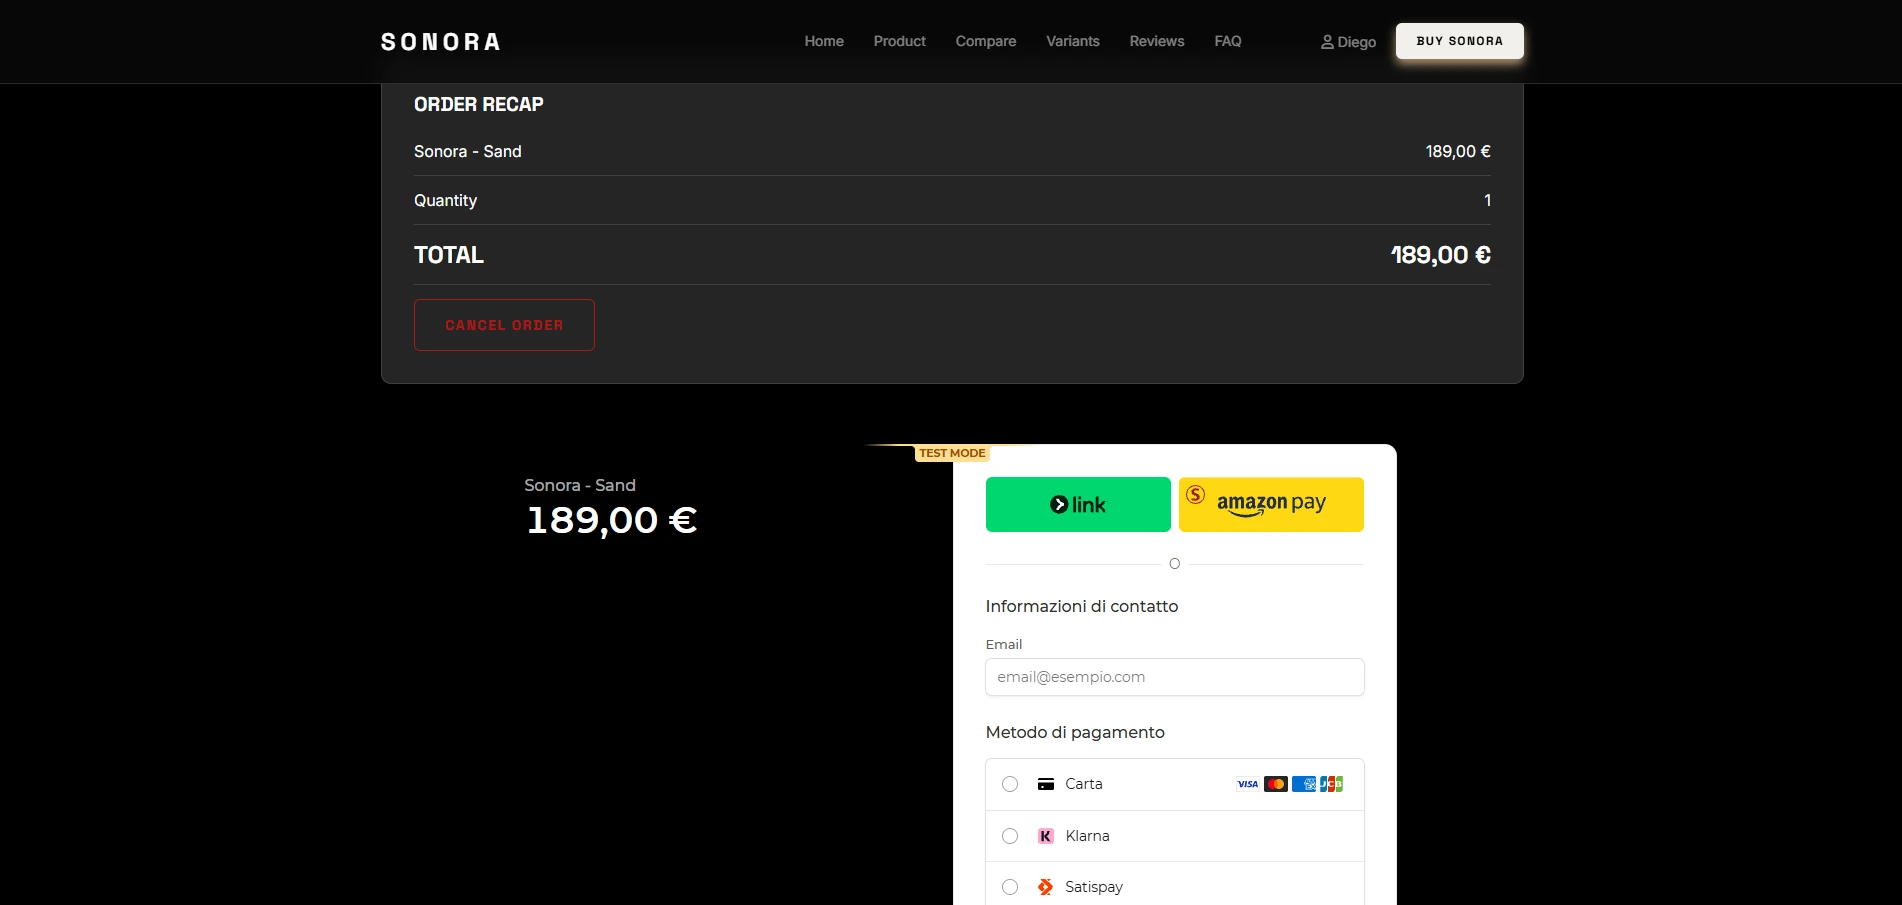 SONORA
Home Product Compare Variants Reviews FAQ Diego BUY SONORA
ORDER RECAP
Sonora - Sand 189,00 €
Quantity 1
TOTAL 189,00 €
CANCEL ORDER
TEST MODE
Sonora - Sand
189,00 €
link
S amazon pay
O
Informazioni di contatto
Email
email@esempio.com
Metodo di pagamento
Carta VISA JCB
K Klarna
Satispay